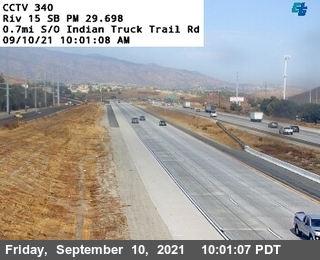 CCTV 340
Riv 15 SB PM 29.698
0.7mi S/O Indian Truck Trail Rd
09/10/21 10:01:08 AM
Friday, September 10, 2021 10:01:07 PDT